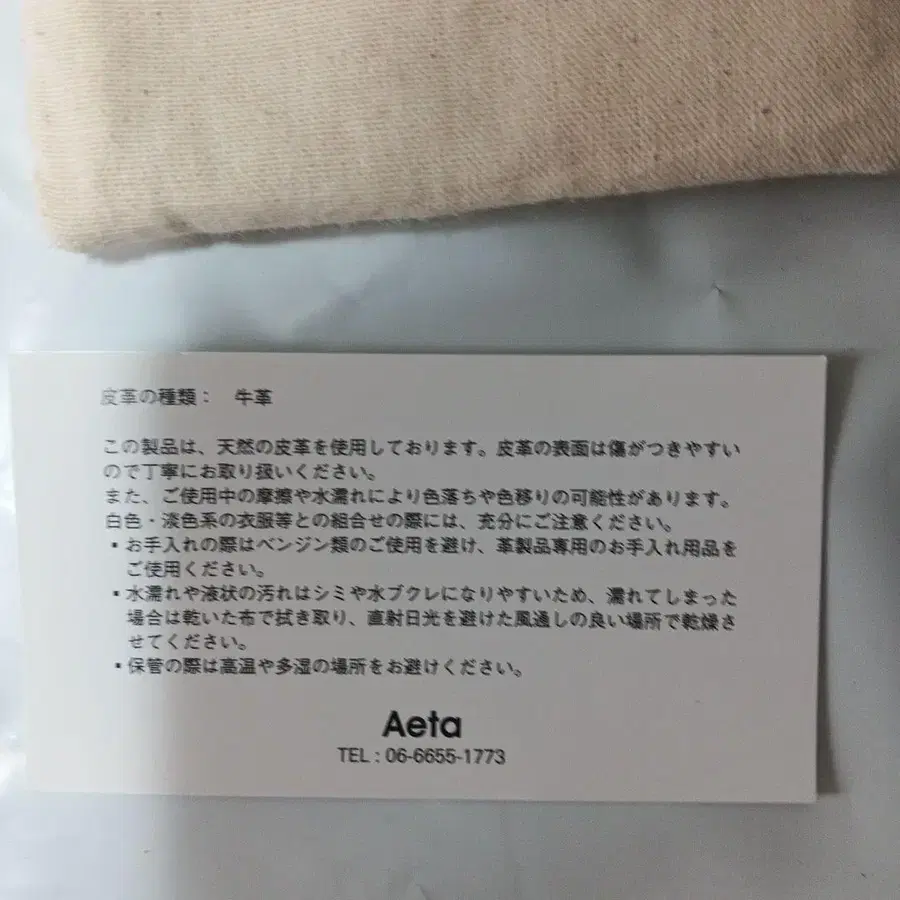 皮革の種類： 牛革
この製品は、天然の皮革を使用しております。皮革の表面は傷がつきやすい
ので丁寧にお取り扱いください。
また、ご使用中の摩擦や水濡れにより色落ちや色移りの可能性があります。
白色・淡色系の衣服等との組合せの際には、充分にご注意ください。
▪お手入れの際はベンジン類のご使用を避け、革製品専用のお手入れ用品を
ご使用ください。
▪水濡れや液状の汚れはシミや水ブクレになりやすいため、濡れてしまった
場合は乾いた布で拭き取り、直射日光を避けた風通しの良い場所で乾燥さ
せてください。
▪保管の際は高温や多湿の場所をお避けください。
Aeta
TEL : 06-6655-1773